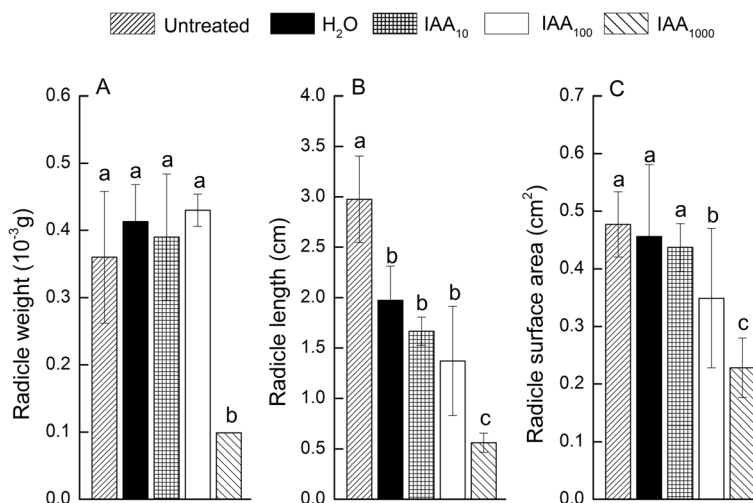 Untreated H₂O IAA₁₀ IAA₁₀₀ IAA₁₀₀₀
A
Radicle weight (10⁻³g)
0.6
0.5
0.4
0.3
0.2
0.1
0.0
a a a a b
B
Radicle length (cm)
4.0
3.5
3.0
2.5
2.0
1.5
1.0
0.5
0.0
a b b b c
C
Radicle surface area (cm²)
0.7
0.6
0.5
0.4
0.3
0.2
0.1
0.0
a a a b c